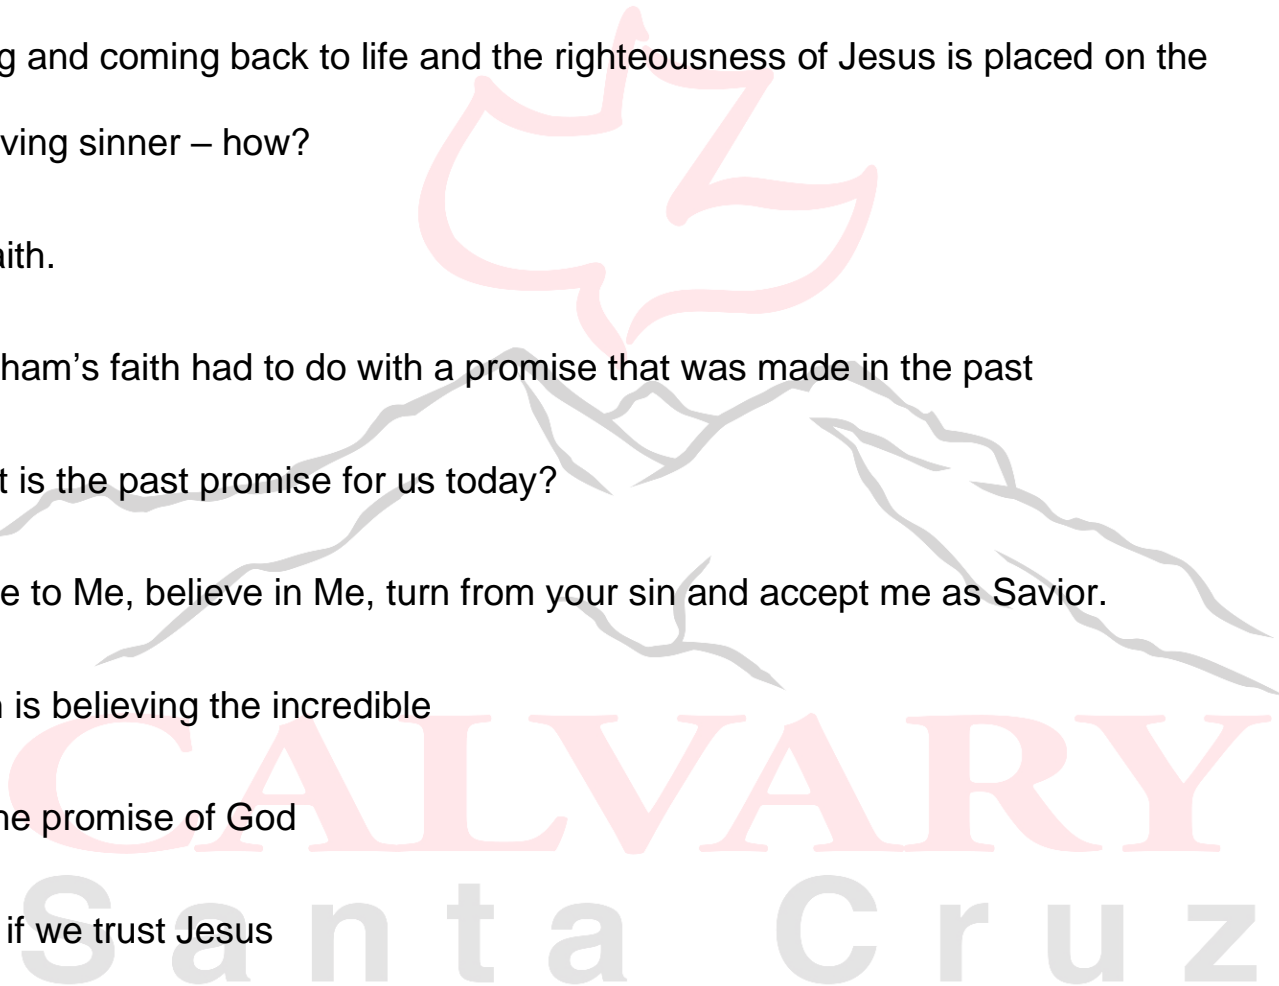 g and coming back to life and the righteousness of Jesus is placed on the
ving sinner – how?
aith.
ham’s faith had to do with a promise that was made in the past
t is the past promise for us today?
e to Me, believe in Me, turn from your sin and accept me as Savior.
is believing the incredible
he promise of God
if we trust Jesus
CALVARY
Santa Cruz